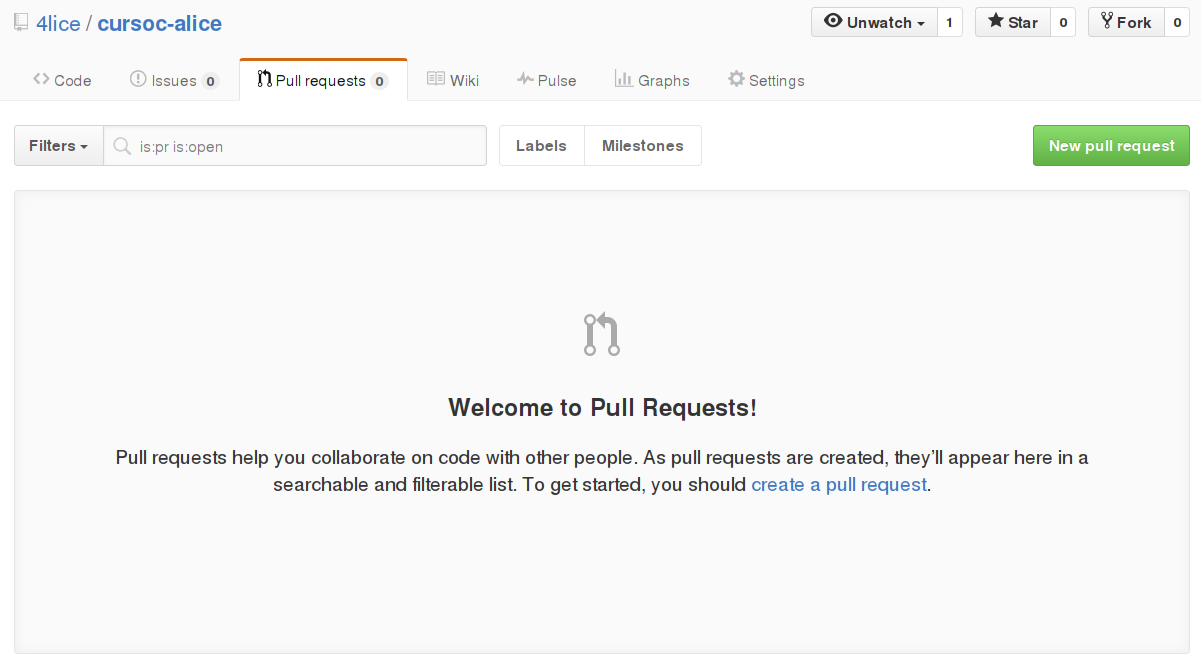 4lice / cursoc-alice Unwatch 1 Star 0 Fork 0
Code Issues 0 Pull requests 0 Wiki Pulse Graphs Settings
Filters is:pr is:open Labels Milestones New pull request
Welcome to Pull Requests!
Pull requests help you collaborate on code with other people. As pull requests are created, they’ll appear here in a
searchable and filterable list. To get started, you should create a pull request.